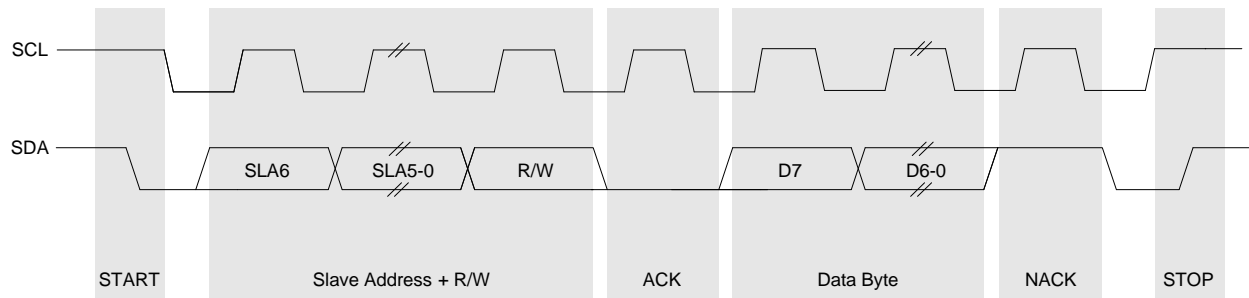 SCL
SDA
SLA6 SLA5-0 R/W D7 D6-0
START Slave Address + R/W ACK Data Byte NACK STOP